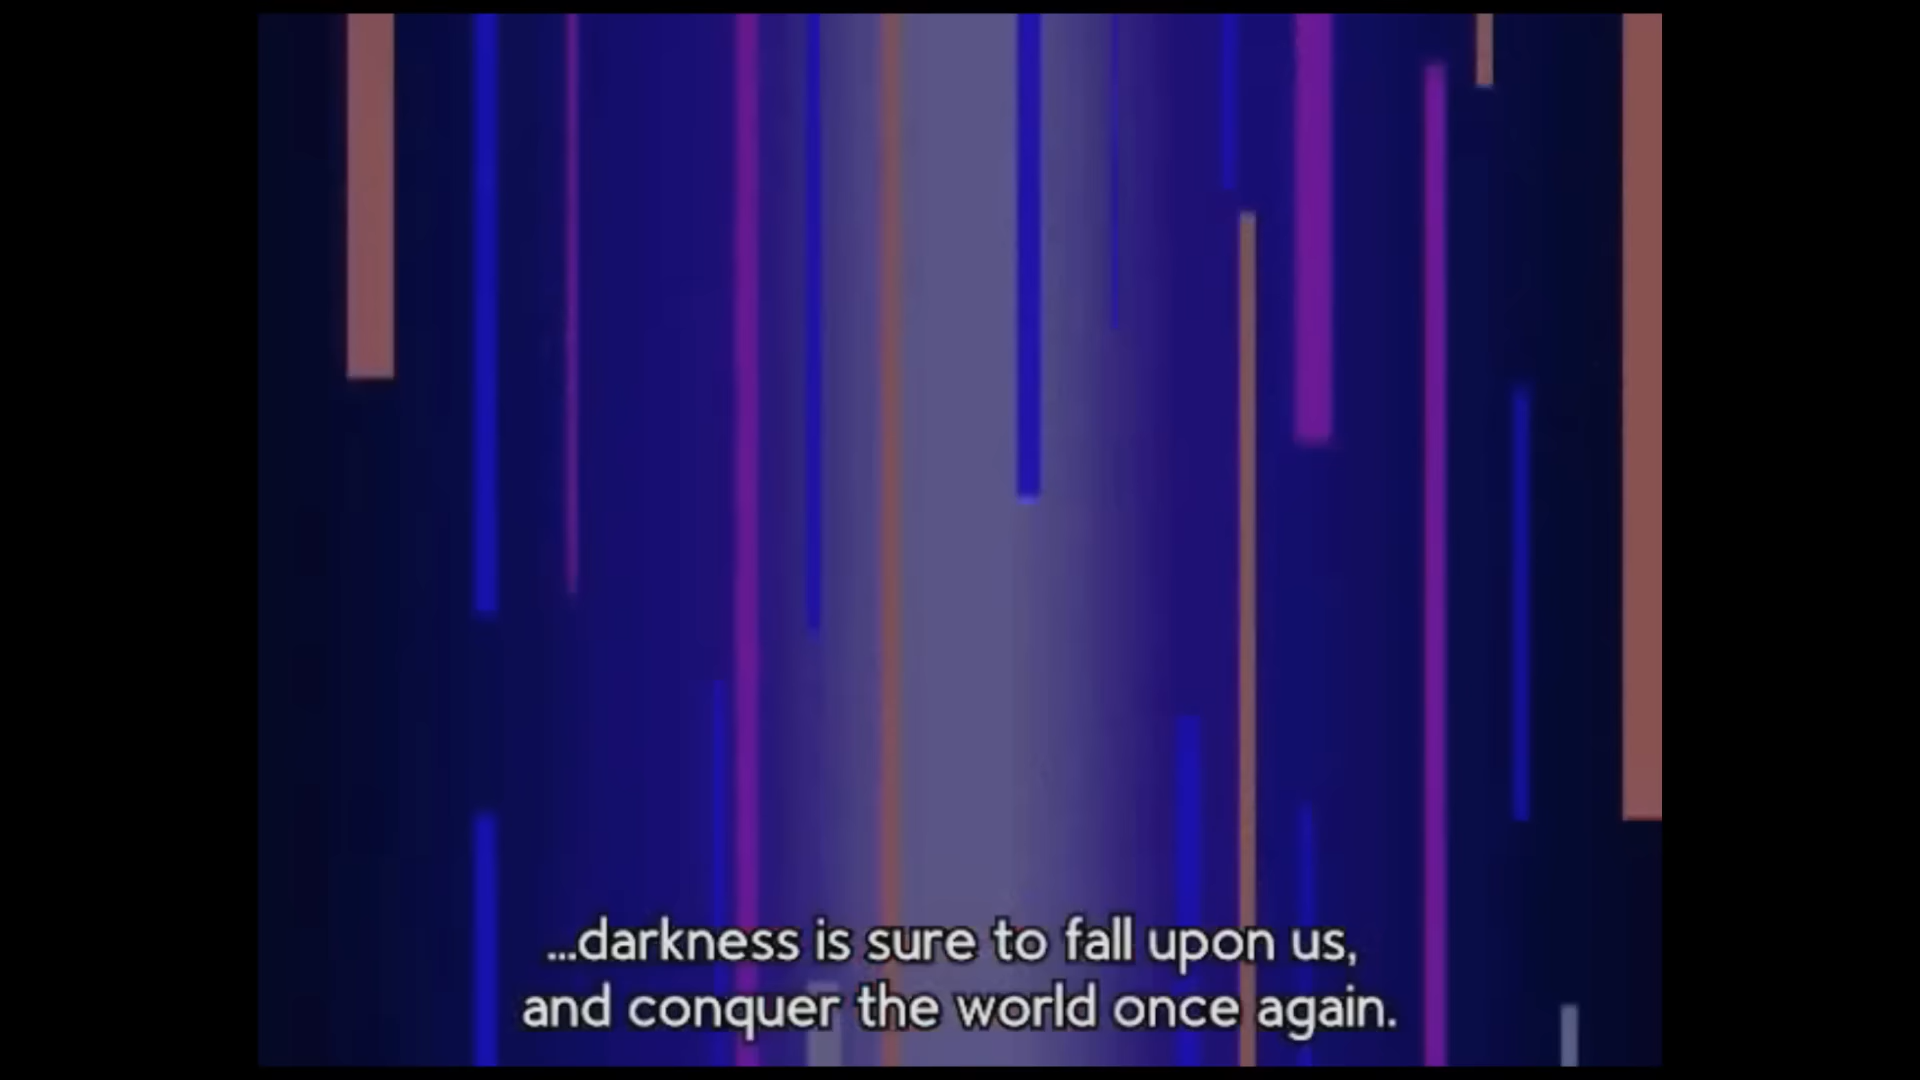 ...darkness is sure to fall upon us,
and conquer the world once again.